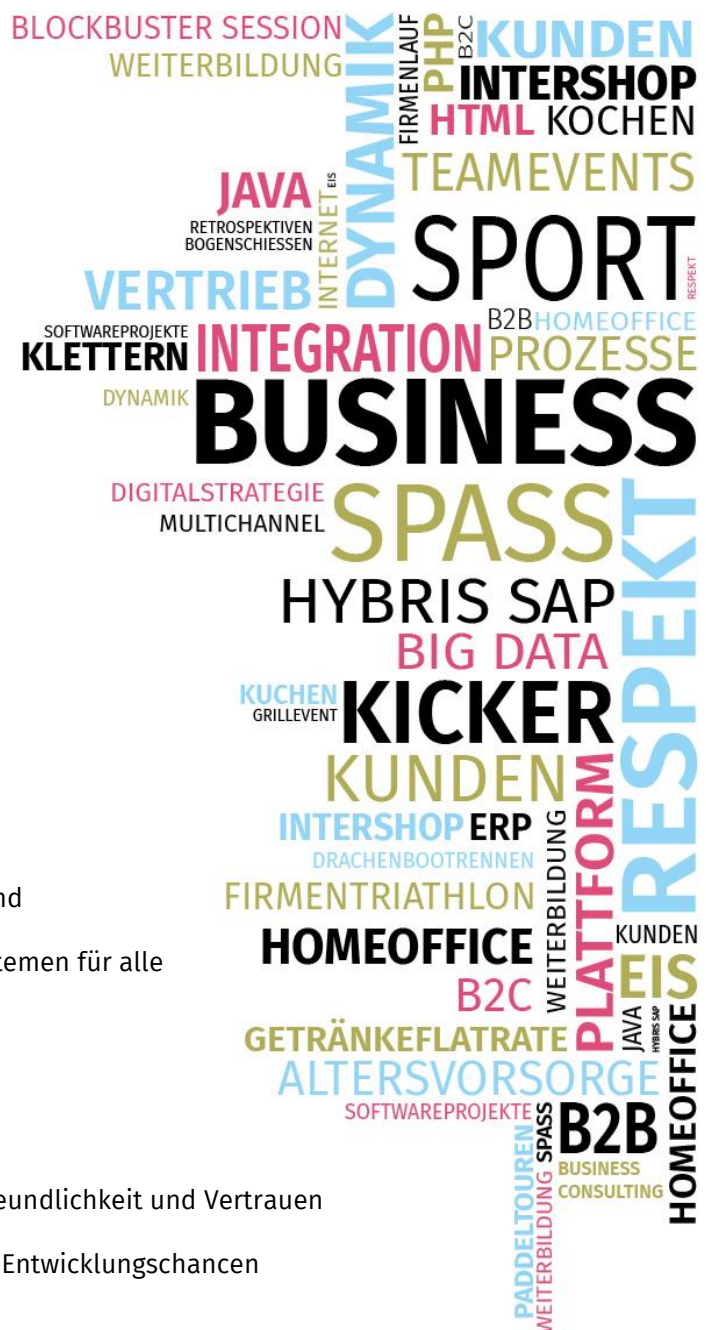 BLOCKBUSTER SESSION
WEITERBILDUNG
DYNAMIK
FIRMENLAUF
PHP
B2C
KUNDEN
INTERSHOP
HTML KOCHEN
TEAMEVENTS
JAVA
EIS
INTERNET
RETROSPEKTIVEN
BOGENSCHIESSEN
SPORT
RESPEKT
VERTRIEB
B2B HOMEOFFICE
SOFTWAREPROJEKTE
KLETTERN INTEGRATION PROZESSE
DYNAMIK
BUSINESS
DIGITALSTRATEGIE
MULTICHANNEL
SPASS
RESPEKT
HYBRIS SAP
BIG DATA
KUCHEN
GRILLEVENT
KICKER
KUNDEN
PLATTFORM
INTERSHOP ERP
WEITERBILDUNG
DRACHENBOOTRENNEN
FIRMENTRIATHLON
nd
HOMEOFFICE
KUNDEN
temen für alle
B2C
EIS
JAVA
HYBRIS SAP
HOMEOFFICE
GETRÄNKEFLATRATE
ALTERSVORSORGE
SOFTWAREPROJEKTE
SPASS
B2B
PADDELTOUREN
WEITERBILDUNG
BUSINESS
CONSULTING
eundlichkeit und Vertrauen
Entwicklungschancen